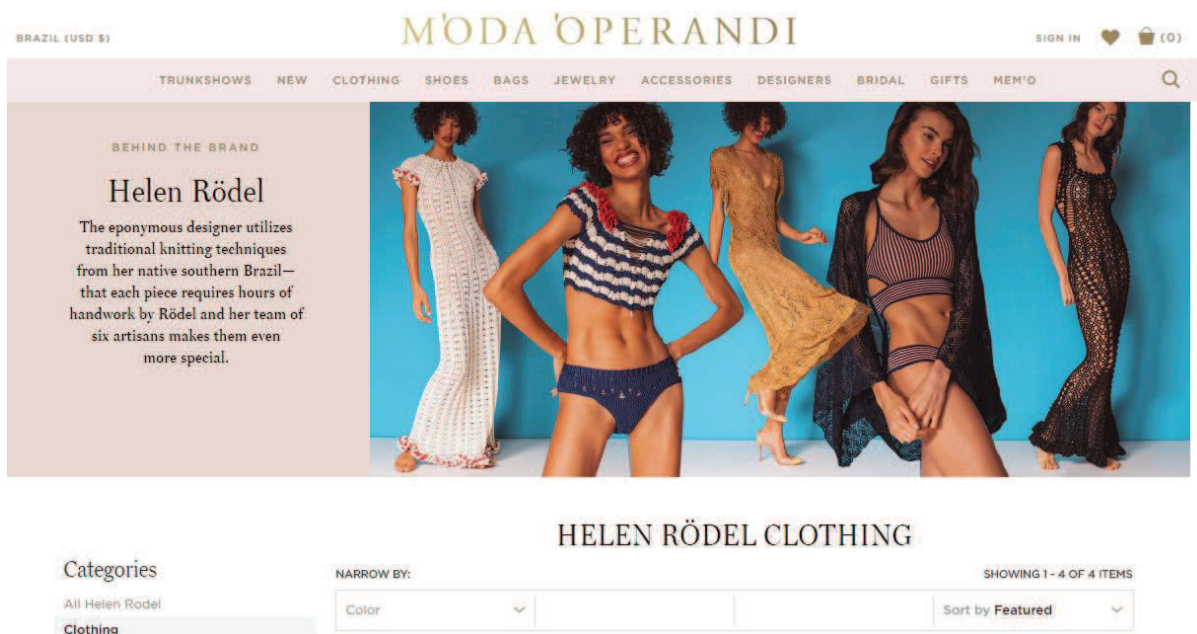 BRAZIL (USD $)
M'ODA 'OPERANDI
SIGN IN
(0)
TRUNKSHOWS NEW CLOTHING SHOES BAGS JEWELRY ACCESSORIES DESIGNERS BRIDAL GIFTS MEM'O
BEHIND THE BRAND
Helen Rödel
The eponymous designer utilizes
traditional knitting techniques
from her native southern Brazil—
that each piece requires hours of
handwork by Rödel and her team of
six artisans makes them even
more special.
HELEN RÖDEL CLOTHING
Categories
NARROW BY:
SHOWING 1 - 4 OF 4 ITEMS
All Helen Rodel
Color
Sort by Featured
Clothing